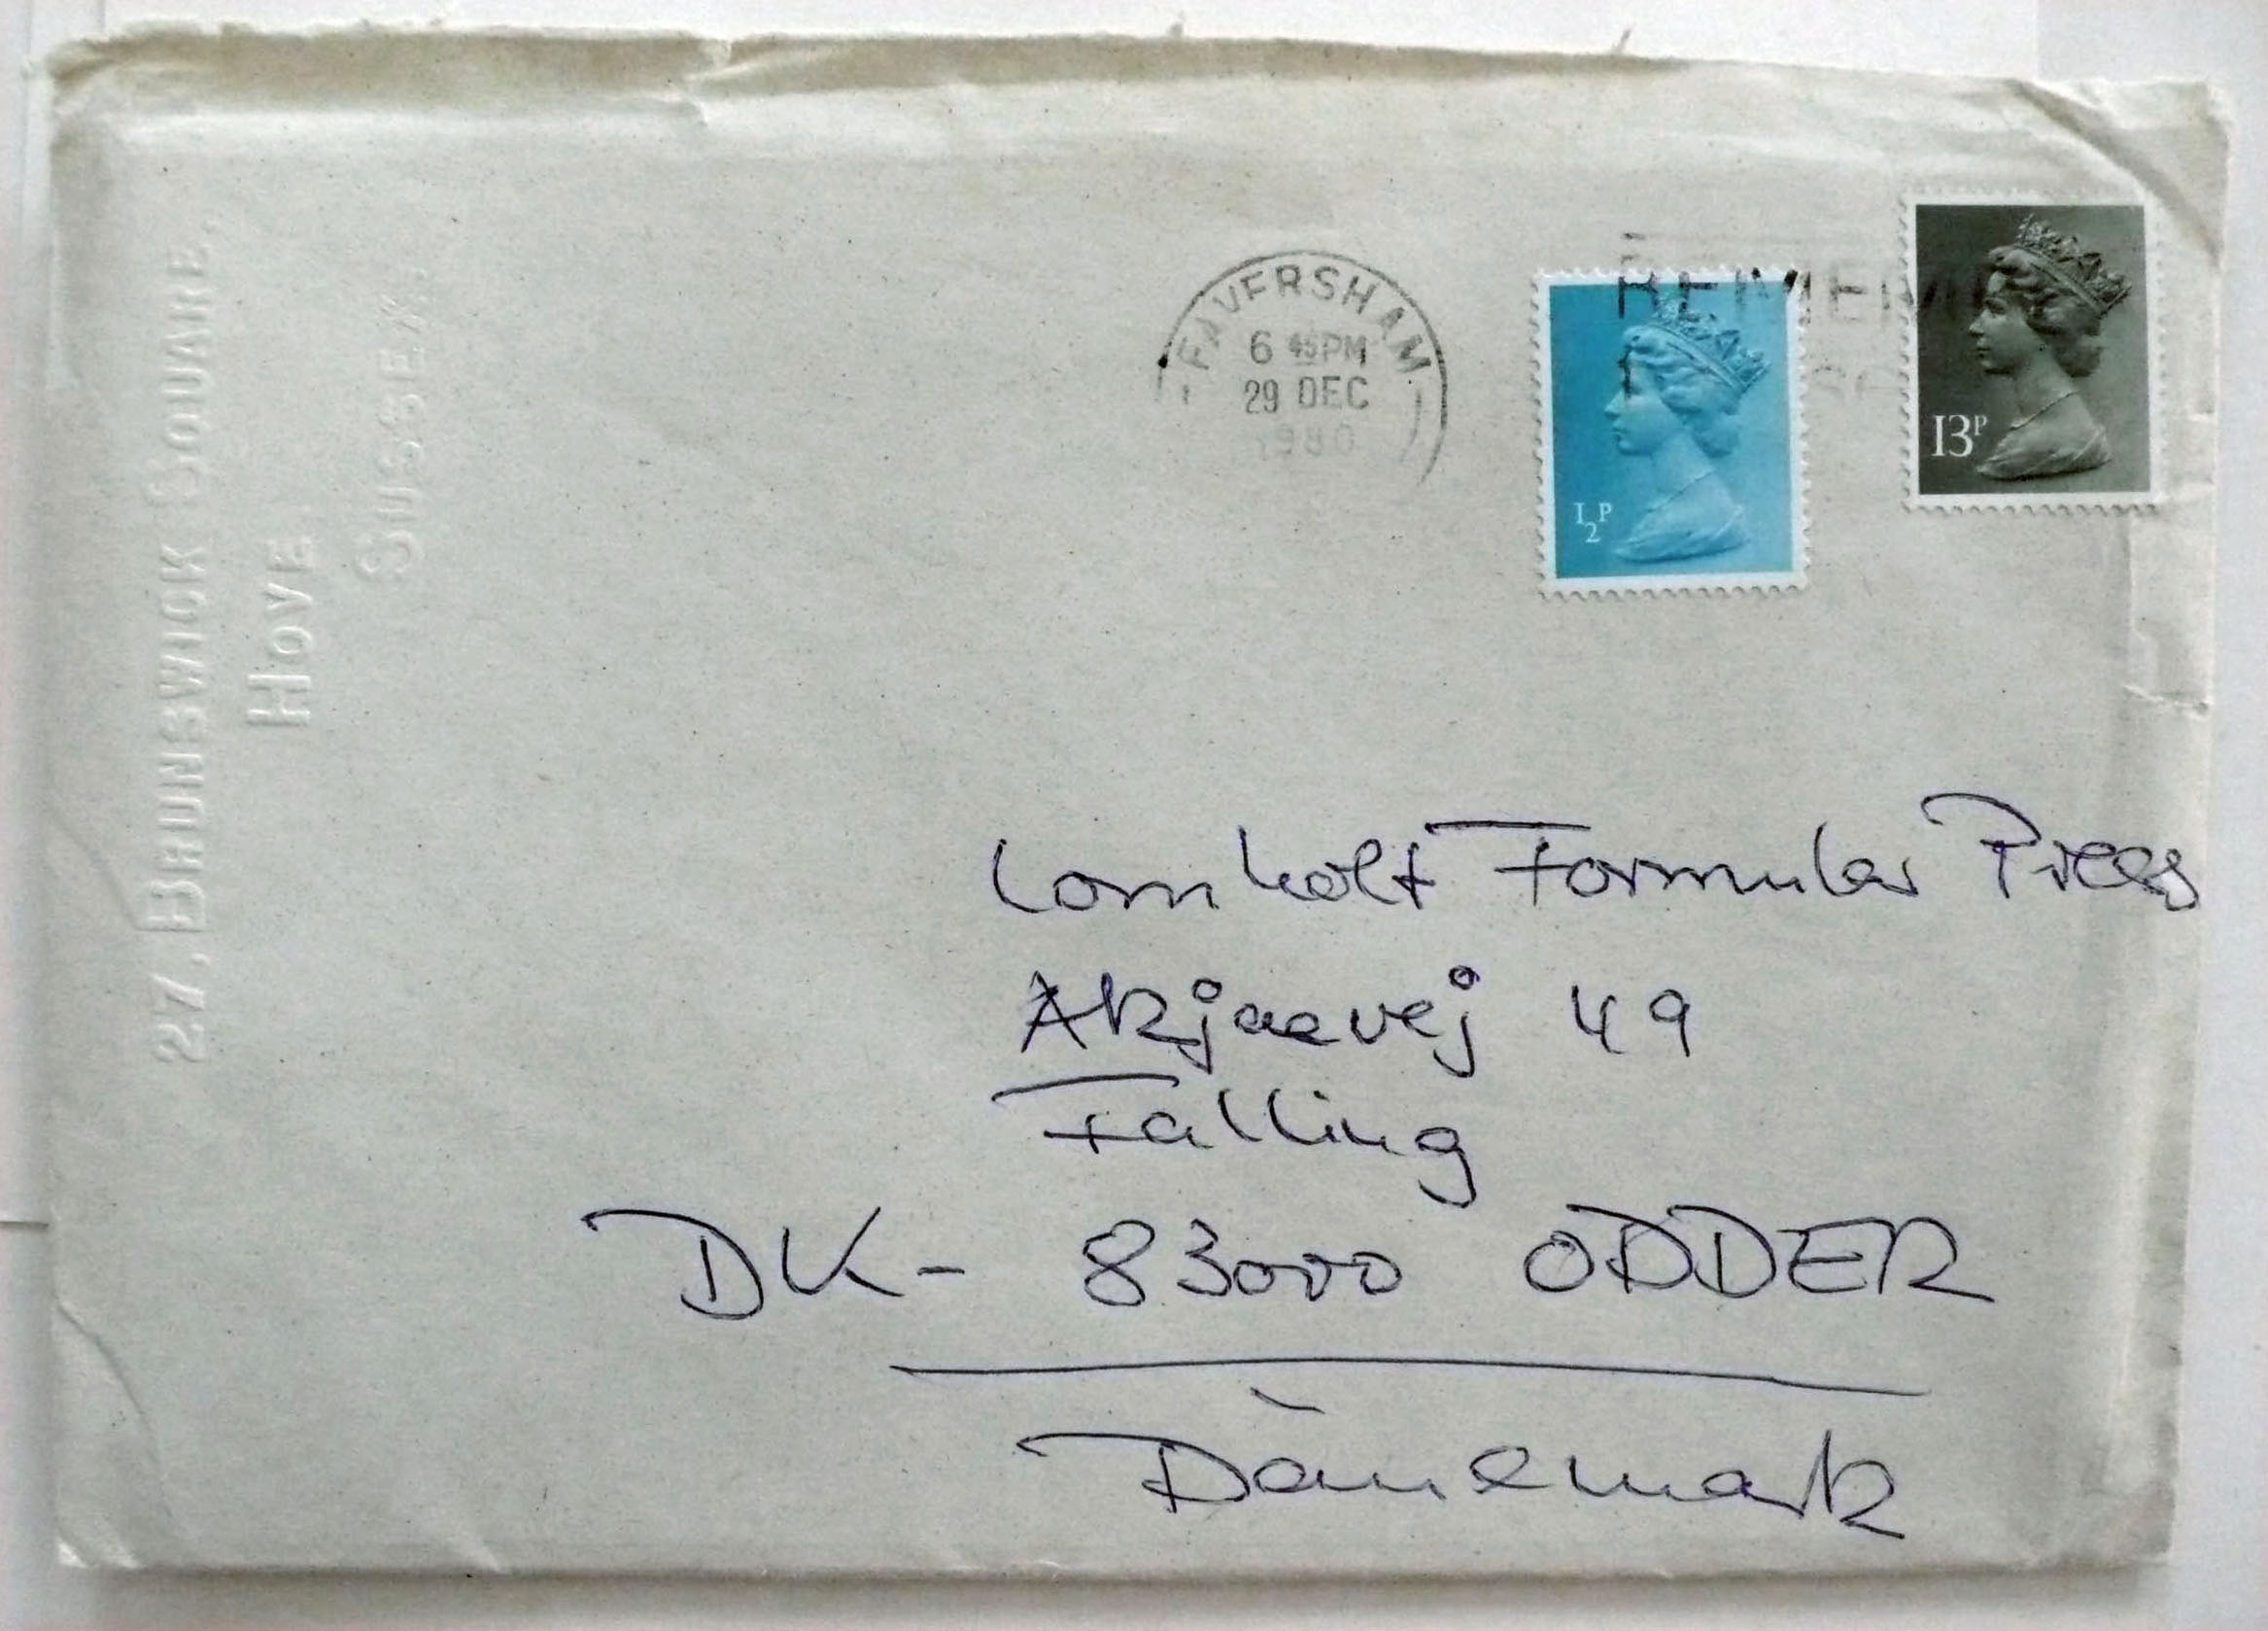 27, BRUNSWICK SQUARE,
HOVE
SUSSEX.
FAVERSHAM
6 45PM
29 DEC
1980
½P
13P
Lomholt Formular Press
Akjaevej 49
Falling
DK- 83000 ODDER
Dänemark